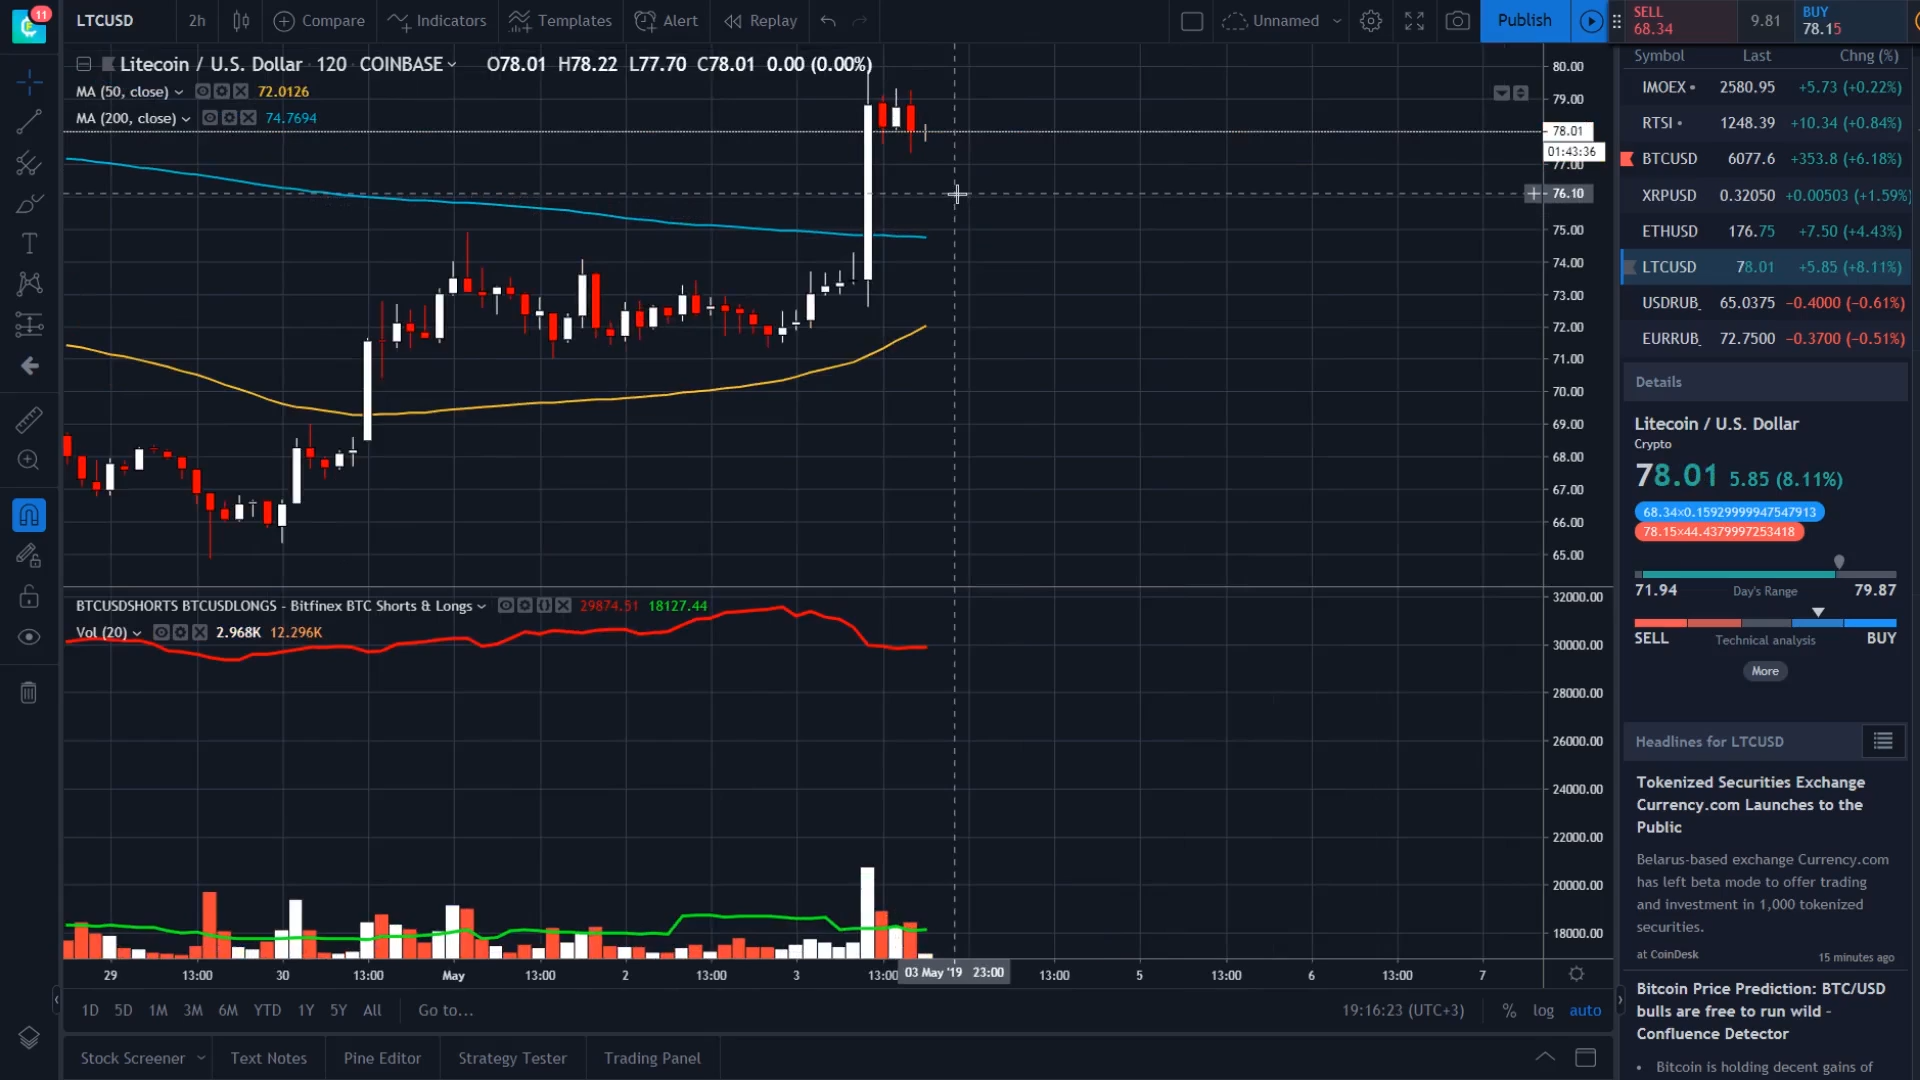 11
LTCUSD
2h
Compare
Indicators
Templates
Alert
Replay
Unnamed
Publish
SELL
68.34
9.81
BUY
78.15
Litecoin / U.S. Dollar 120 COINBASE O78.01 H78.22 L77.70 C78.01 0.00 (0.00%)
MA (50, close) 72.0126
MA (200, close) 74.7694
80.00
79.00
78.01
01:43:36
77.00
76.10
75.00
74.00
73.00
72.00
71.00
70.00
69.00
68.00
67.00
66.00
65.00
BTCUSDSHORTS BTCUSDLONGS - Bitfinex BTC Shorts & Longs 29874.51 18127.44
Vol (20) 2.968K 12.296K
32000.00
30000.00
28000.00
26000.00
24000.00
22000.00
20000.00
18000.00
29 13:00 30 13:00 May 13:00 2 13:00 3 13:00 03 May '19 23:00 13:00 5 13:00 6 13:00 7
1D 5D 1M 3M 6M YTD 1Y 5Y All Go to... 19:16:23 (UTC+3) % log auto
Stock Screener Text Notes Pine Editor Strategy Tester Trading Panel
Symbol Last Chng (%)
IMOEX 2580.95 +5.73 (+0.22%)
RTSI 1248.39 +10.34 (+0.84%)
BTCUSD 6077.6 +353.8 (+6.18%)
XRPUSD 0.32050 +0.00503 (+1.59%)
ETHUSD 176.75 +7.50 (+4.43%)
LTCUSD 78.01 +5.85 (+8.11%)
USDRUB_ 65.0375 −0.4000 (−0.61%)
EURRUB_ 72.7500 −0.3700 (−0.51%)
Details
Litecoin / U.S. Dollar
Crypto
78.01 5.85 (8.11%)
68.34×0.15929999947547913
78.15×44.4379997253418
71.94 Day's Range 79.87
SELL Technical analysis BUY
More
Headlines for LTCUSD
Tokenized Securities Exchange
Currency.com Launches to the
Public
Belarus-based exchange Currency.com
has left beta mode to offer trading
and investment in 1,000 tokenized
securities.
at CoinDesk 15 minutes ago
Bitcoin Price Prediction: BTC/USD
bulls are free to run wild -
Confluence Detector
• Bitcoin is holding decent gains of